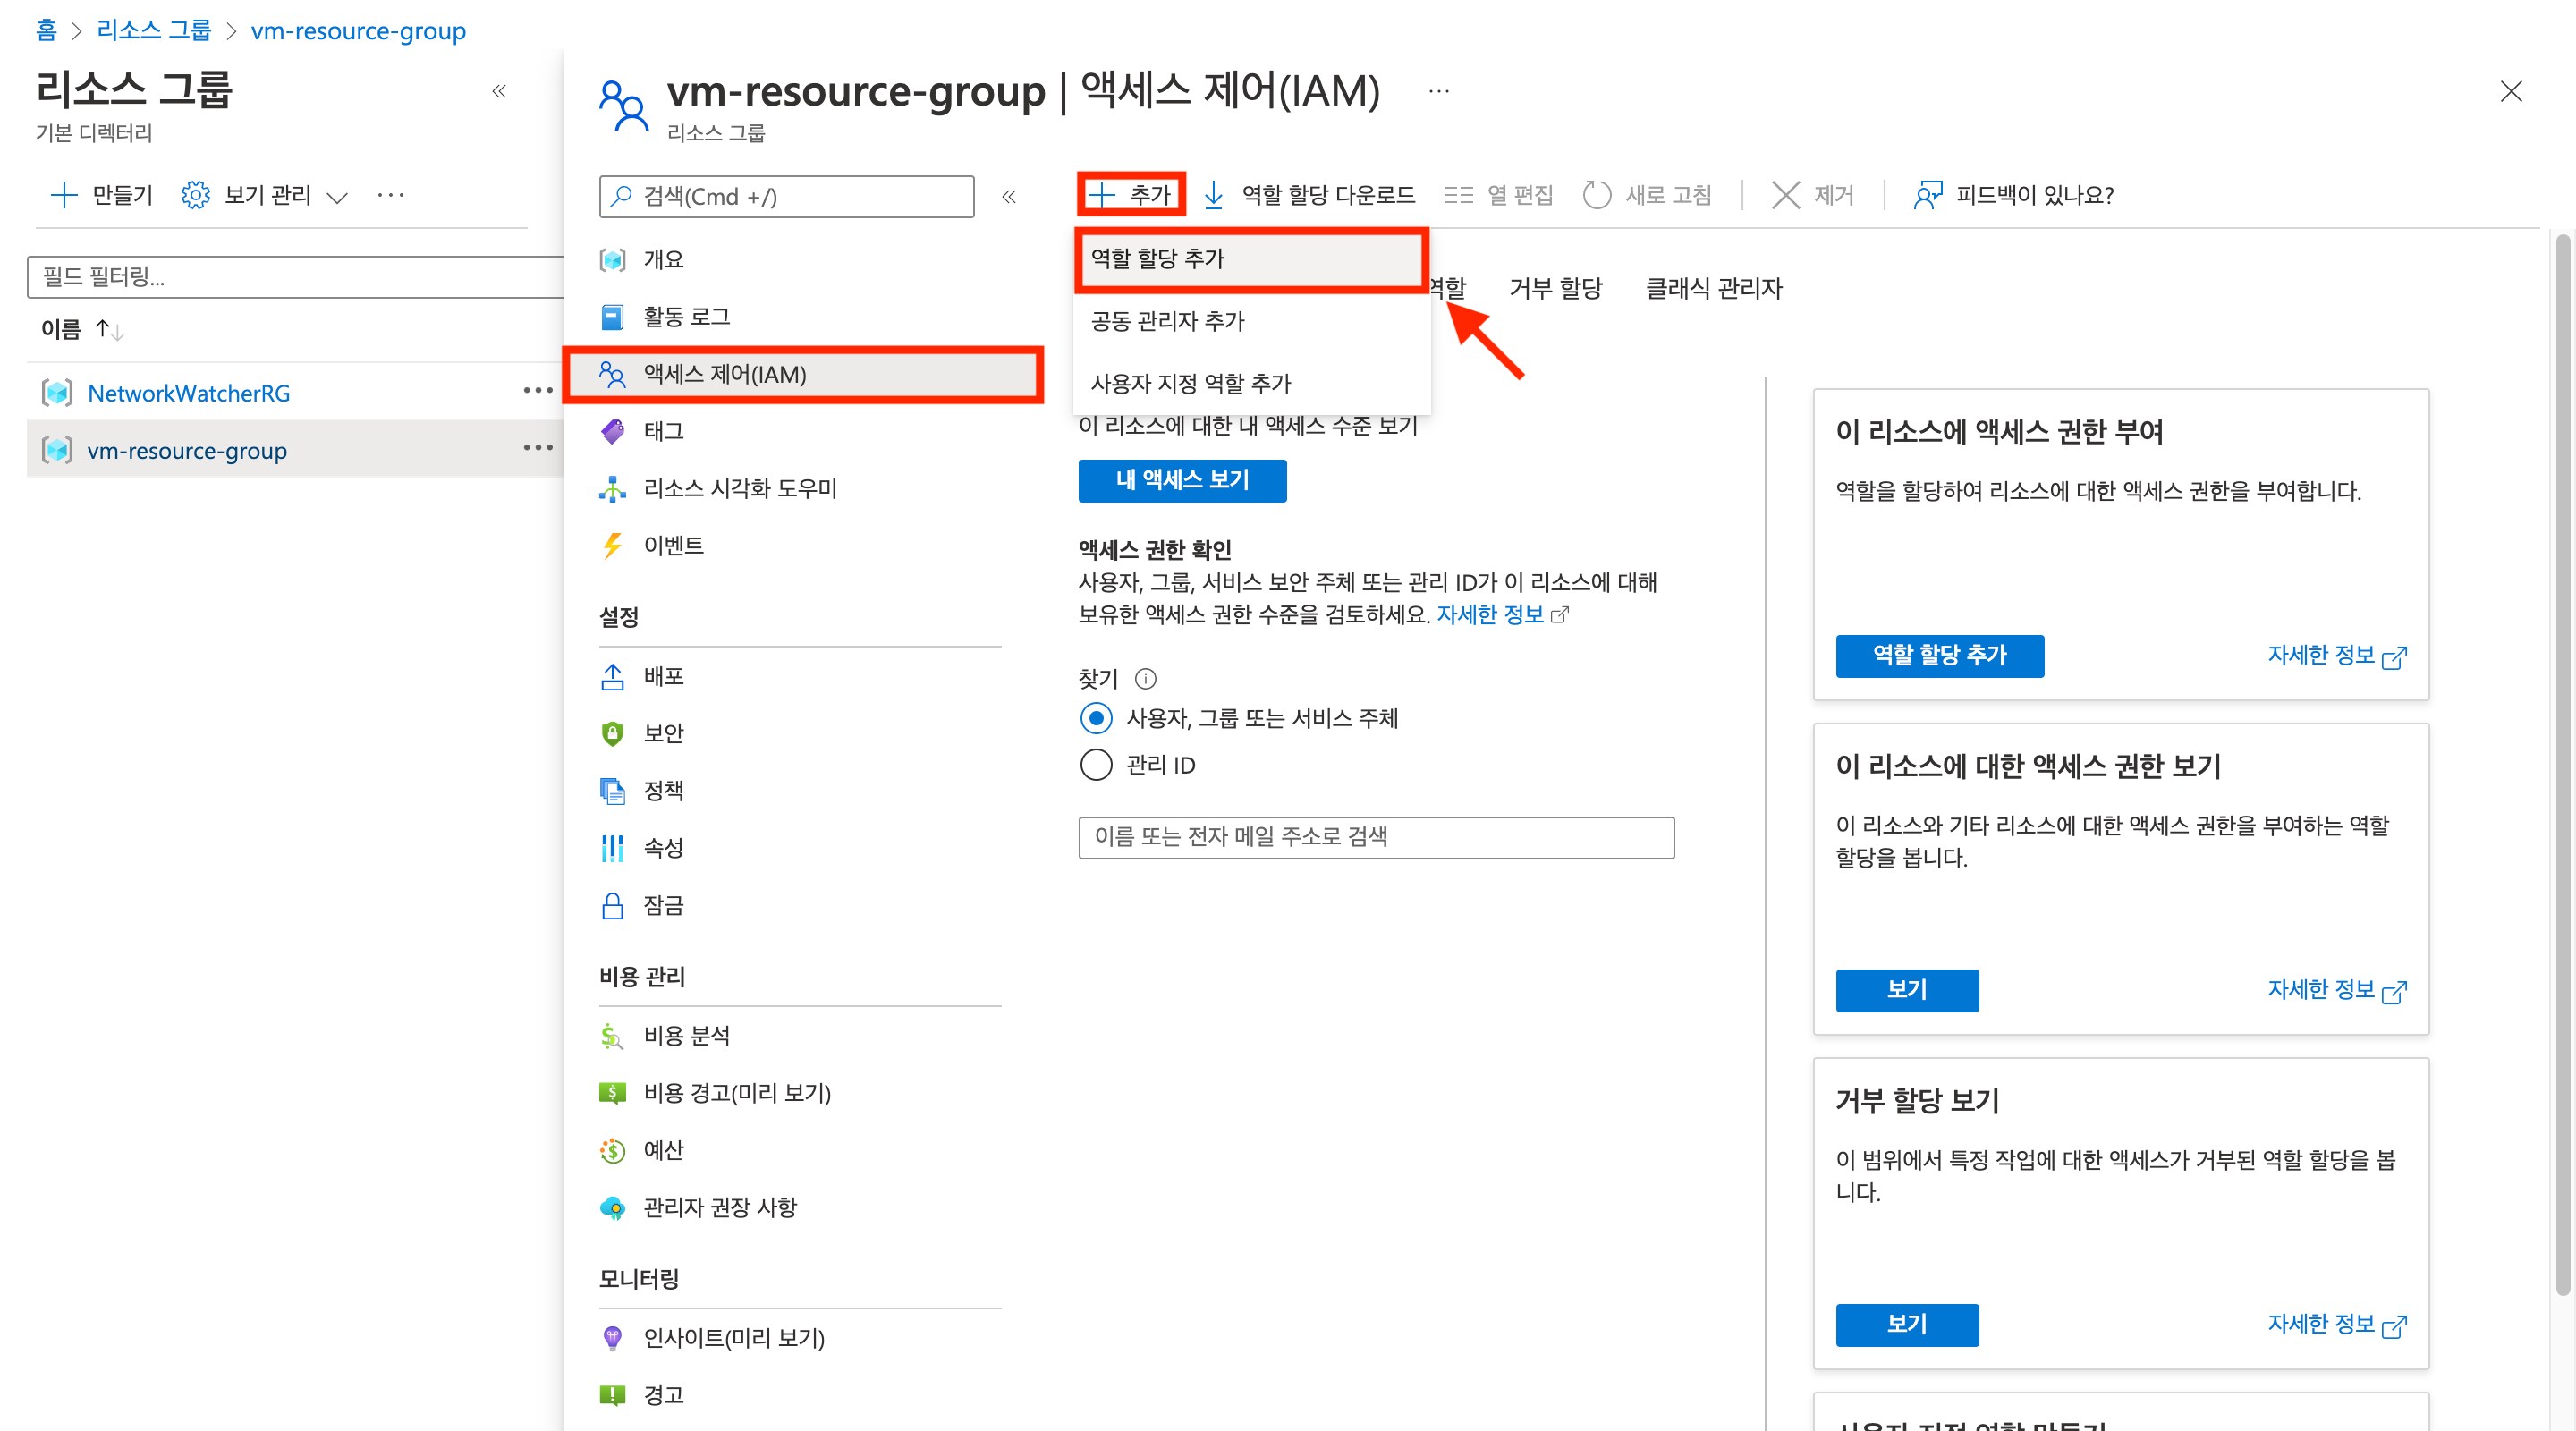 홈 > 리소스 그룹 > vm-resource-group
리소스 그룹
기본 디렉터리
만들기 보기 관리 ...
필드 필터링...
이름
NetworkWatcherRG
vm-resource-group
vm-resource-group | 액세스 제어(IAM) ...
리소스 그룹
검색(Cmd +/)
개요
활동 로그
액세스 제어(IAM)
태그
리소스 시각화 도우미
이벤트
설정
배포
보안
정책
속성
잠금
비용 관리
비용 분석
비용 경고(미리 보기)
예산
관리자 권장 사항
모니터링
인사이트(미리 보기)
경고
추가 역할 할당 다운로드 열 편집 새로 고침 제거 피드백이 있나요?
역할 할당 추가
공동 관리자 추가
사용자 지정 역할 추가
역할 거부 할당 클래식 관리자
이 리소스에 대한 내 액세스 수준 보기
내 액세스 보기
액세스 권한 확인
사용자, 그룹, 서비스 보안 주체 또는 관리 ID가 이 리소스에 대해
보유한 액세스 권한 수준을 검토하세요. 자세한 정보
찾기
사용자, 그룹 또는 서비스 주체
관리 ID
이름 또는 전자 메일 주소로 검색
이 리소스에 액세스 권한 부여
역할을 할당하여 리소스에 대한 액세스 권한을 부여합니다.
역할 할당 추가 자세한 정보
이 리소스에 대한 액세스 권한 보기
이 리소스와 기타 리소스에 대한 액세스 권한을 부여하는 역할
할당을 봅니다.
보기 자세한 정보
거부 할당 보기
이 범위에서 특정 작업에 대한 액세스가 거부된 역할 할당을 봅
니다.
보기 자세한 정보
사용자 지정 역할 만들기